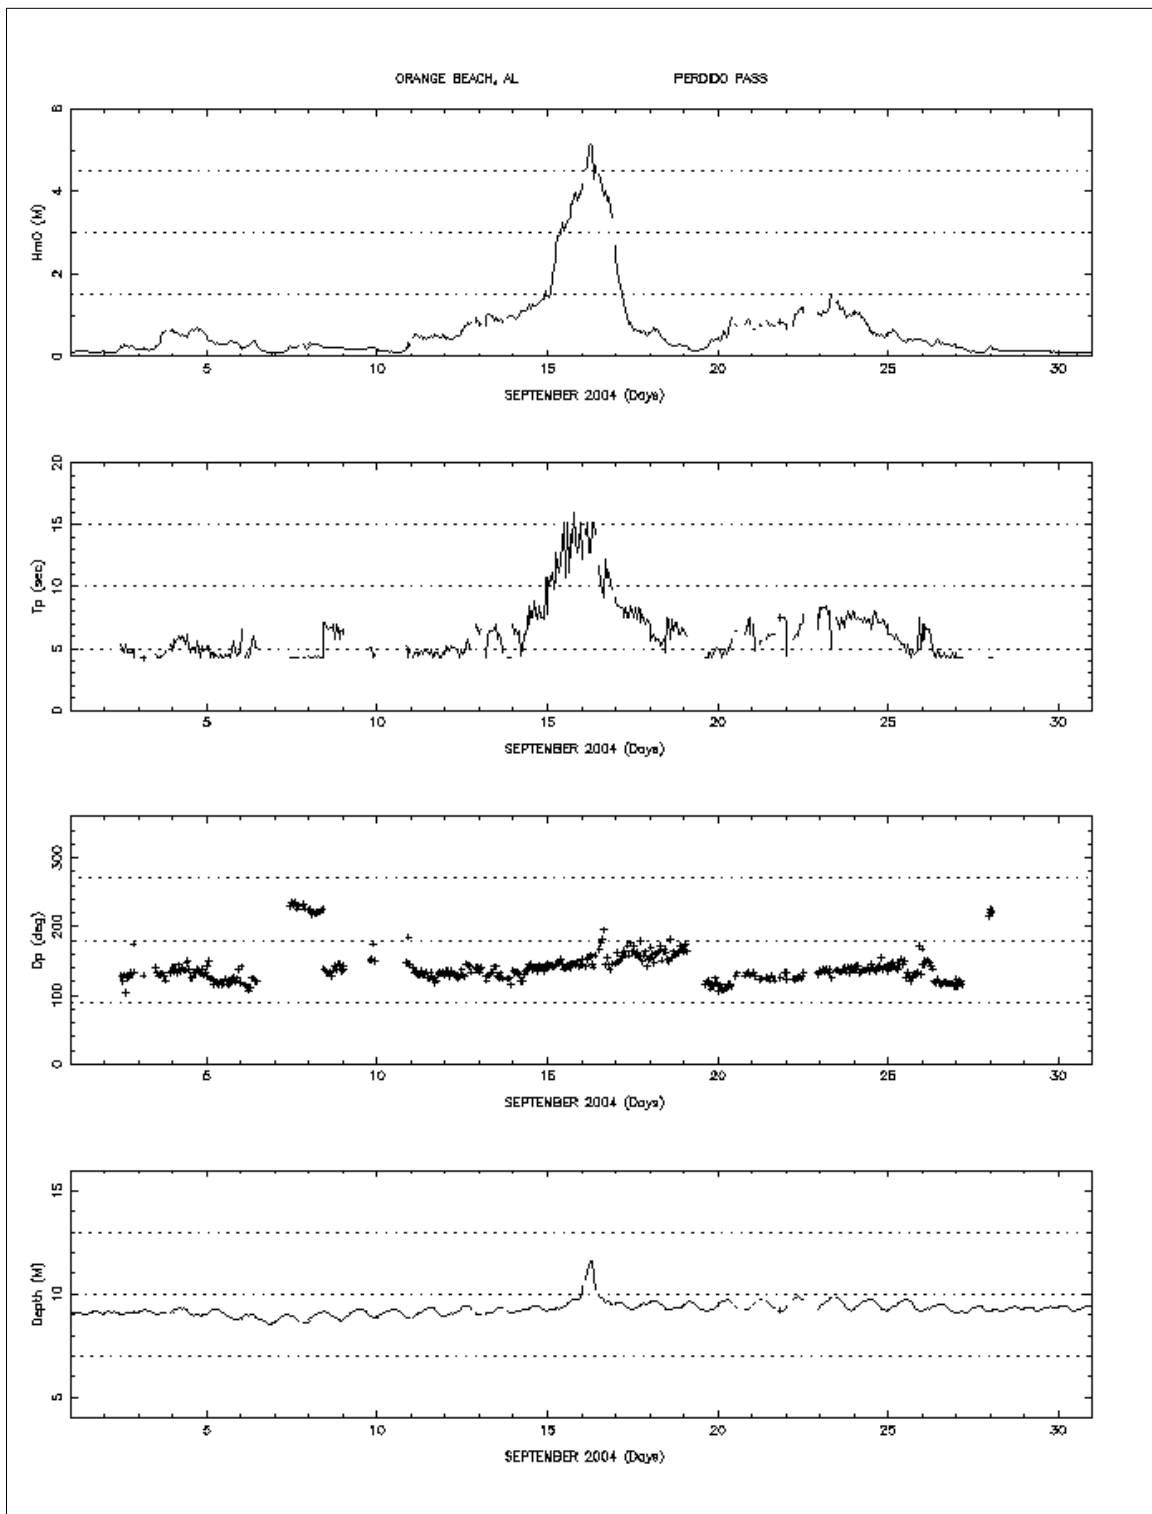 ORANGE BEACH, AL PERDIDO PASS
6
4
2
0
Hm0 (M)
5 10 15 20 25 30
SEPTEMBER 2004 (Days)
20
15
10
5
0
Tp (sec)
5 10 15 20 25 30
SEPTEMBER 2004 (Days)
300
200
100
0
Dp (deg)
5 10 15 20 25 30
SEPTEMBER 2004 (Days)
15
10
5
Depth (M)
5 10 15 20 25 30
SEPTEMBER 2004 (Days)